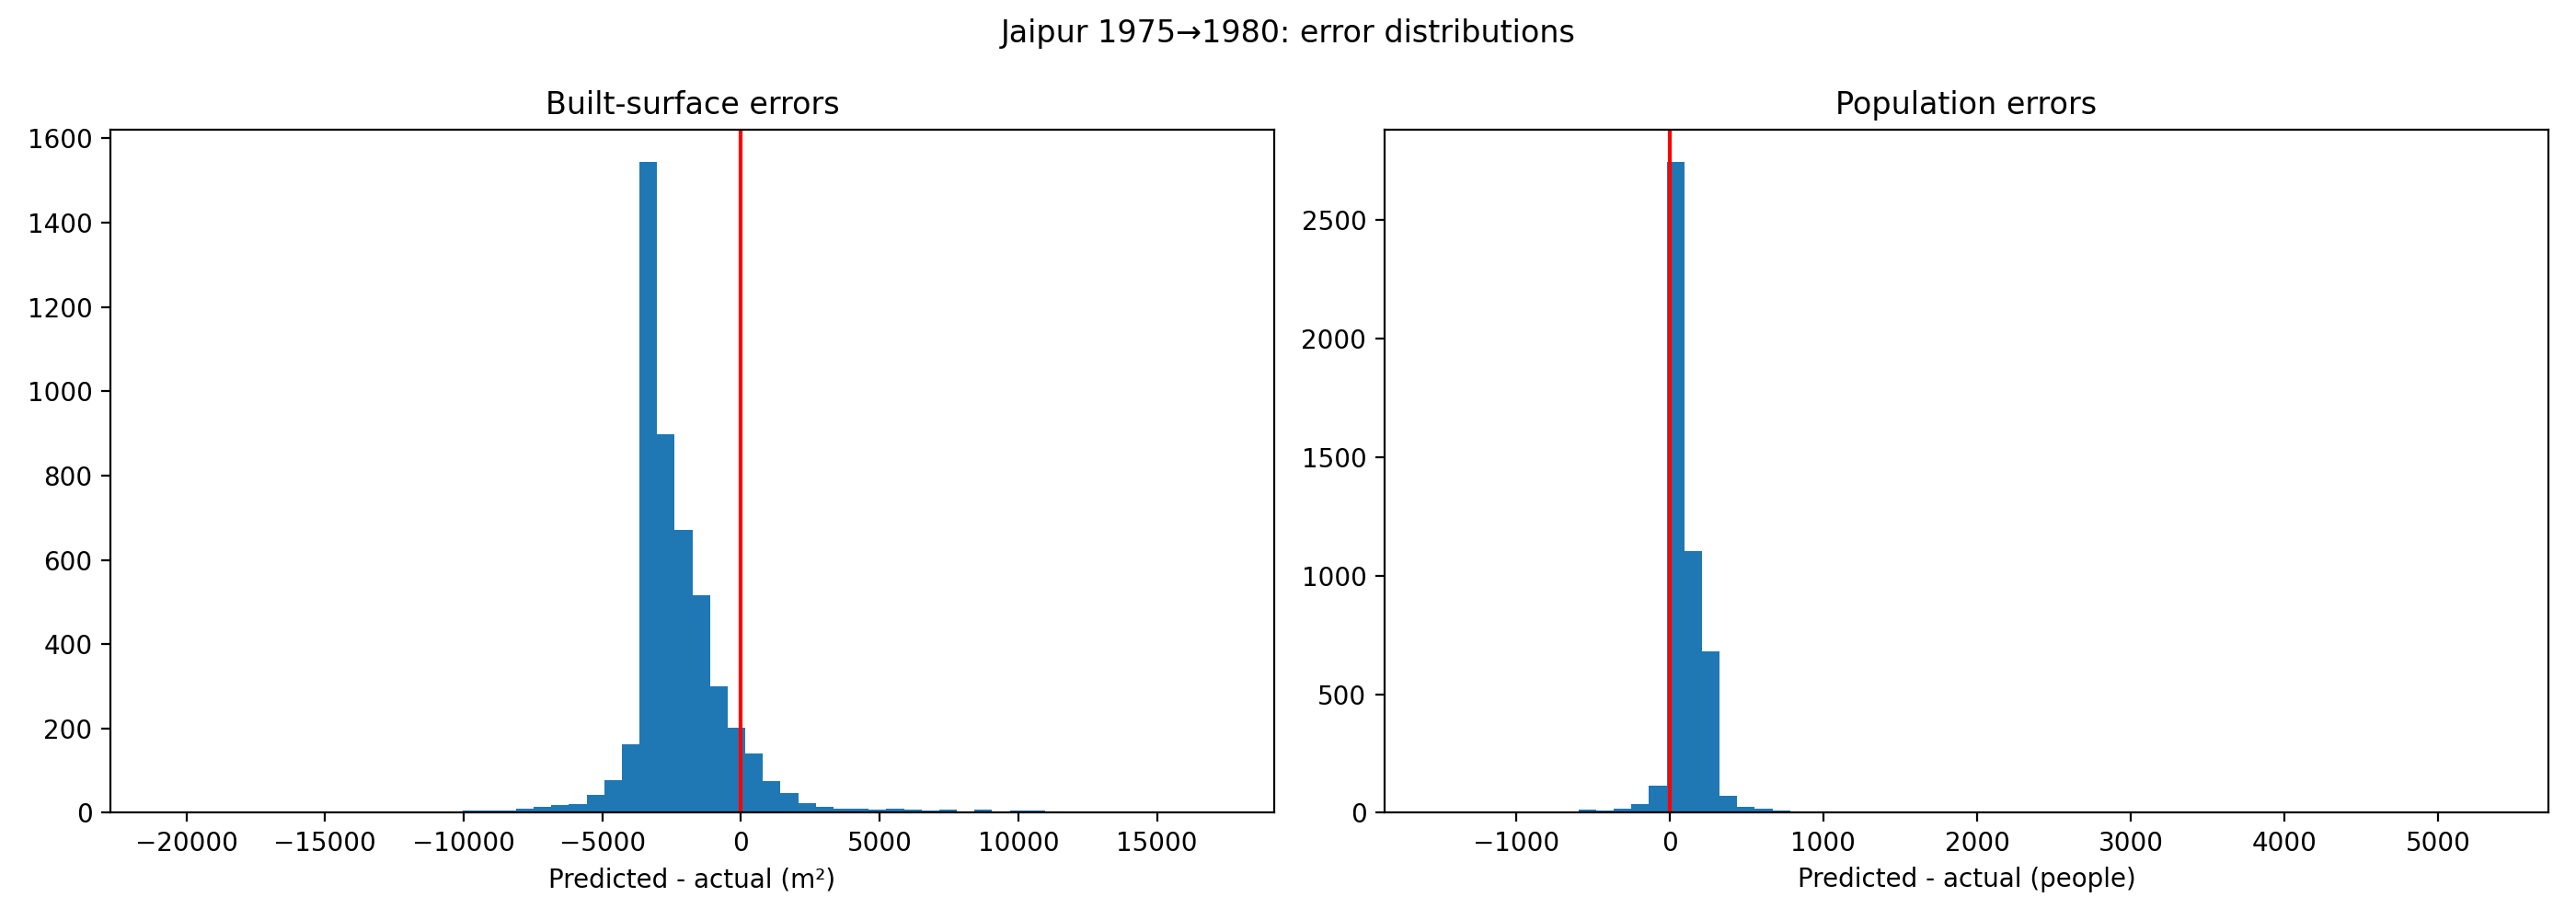 Jaipur 1975→1980: error distributions
Built-surface errors
1600
1400
1200
1000
800
600
400
200
0
−20000 −15000 −10000 −5000 0 5000 10000 15000
Predicted - actual (m²)
Population errors
2500
2000
1500
1000
500
0
−1000 0 1000 2000 3000 4000 5000
Predicted - actual (people)